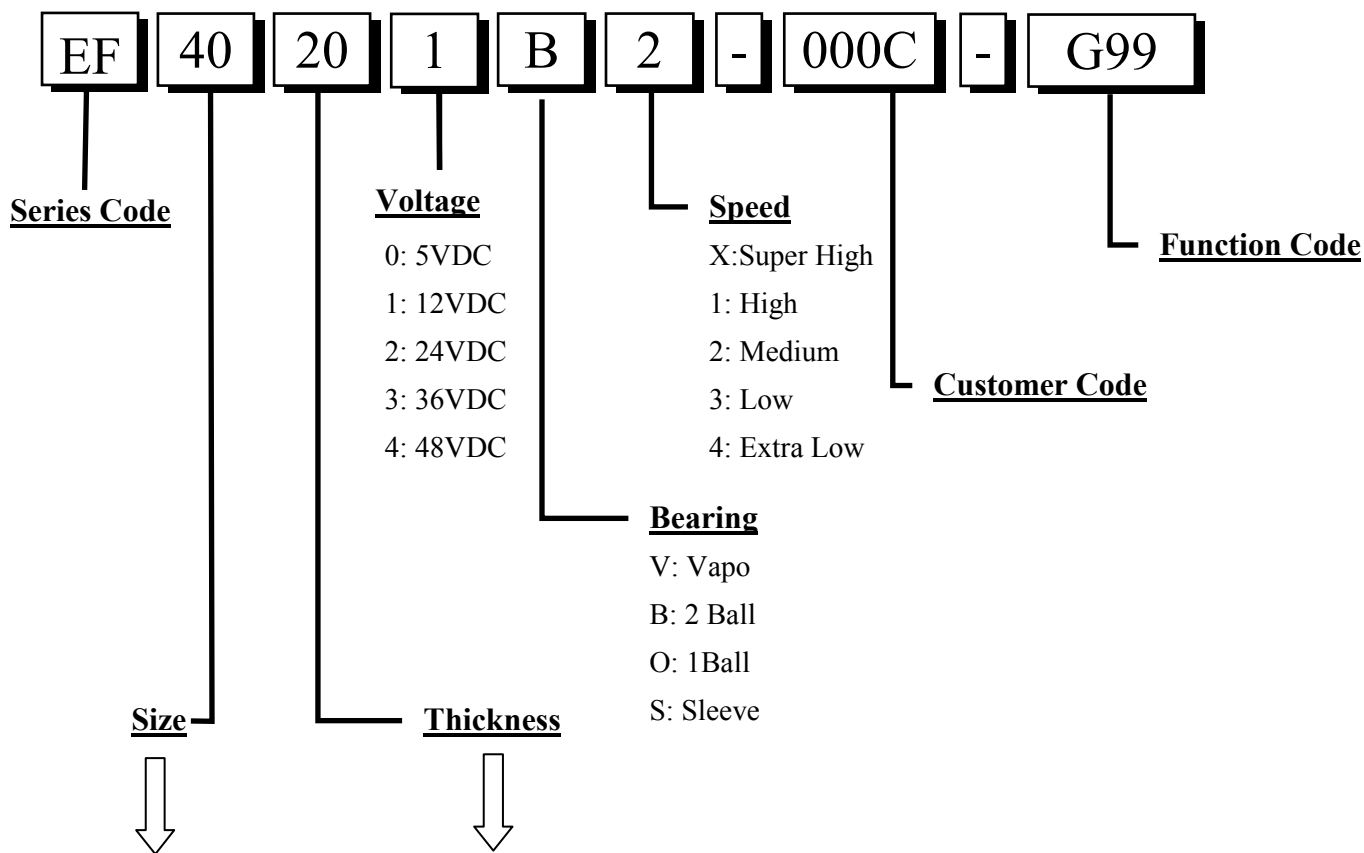 EF 40 20 1 B 2 - 000C - G99
Series Code
Voltage
0: 5VDC
1: 12VDC
2: 24VDC
3: 36VDC
4: 48VDC
Speed
X:Super High
1: High
2: Medium
3: Low
4: Extra Low
Function Code
Customer Code
Bearing
V: Vapo
B: 2 Ball
O: 1Ball
S: Sleeve
Size
Thickness